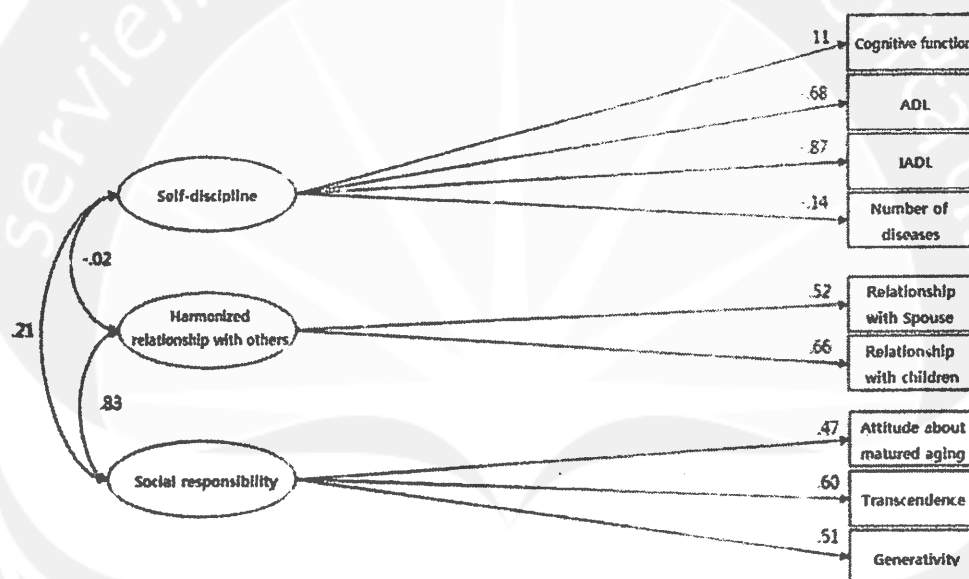 11
Cognitive function
-.68
ADL
-.87
IADL
-.14
Number of
diseases
Self-discipline
-.02
.21
Harmonized
relationship with others
.52
Relationship
with Spouse
.66
Relationship
with children
.83
Social responsibility
.47
Attitude about
matured aging
.60
Transcendence
.51
Generativity